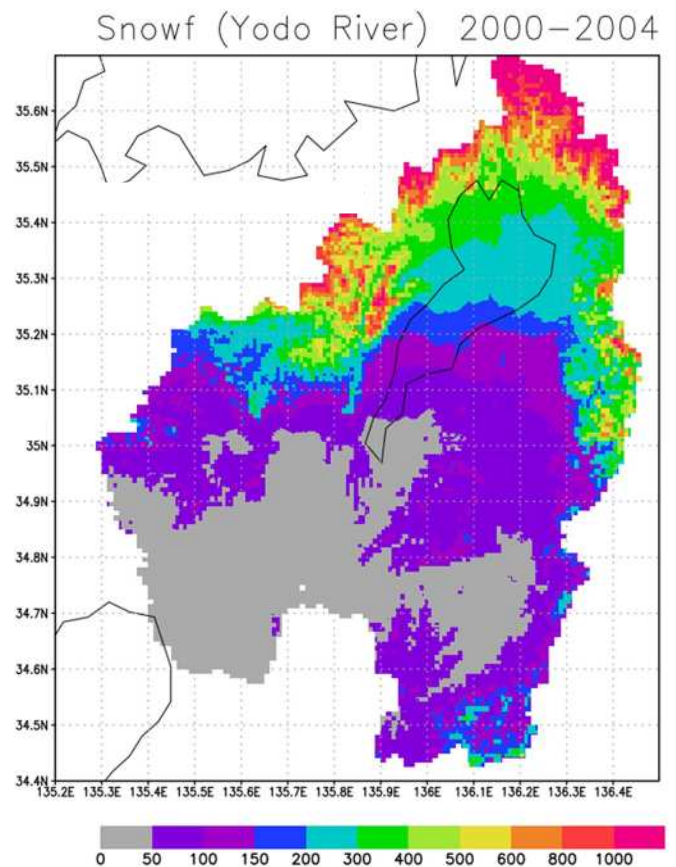 Snowf (Yodo River) 2000-2004
35.6N
35.5N
35.4N
35.3N
35.2N
35.1N
35N
34.9N
34.8N
34.7N
34.6N
34.5N
34.4N
135.2E 135.3E 135.4E 135.5E 135.6E 135.7E 135.8E 135.9E 136E 136.1E 136.2E 136.3E 136.4E
0 50 100 150 200 300 400 500 600 800 1000